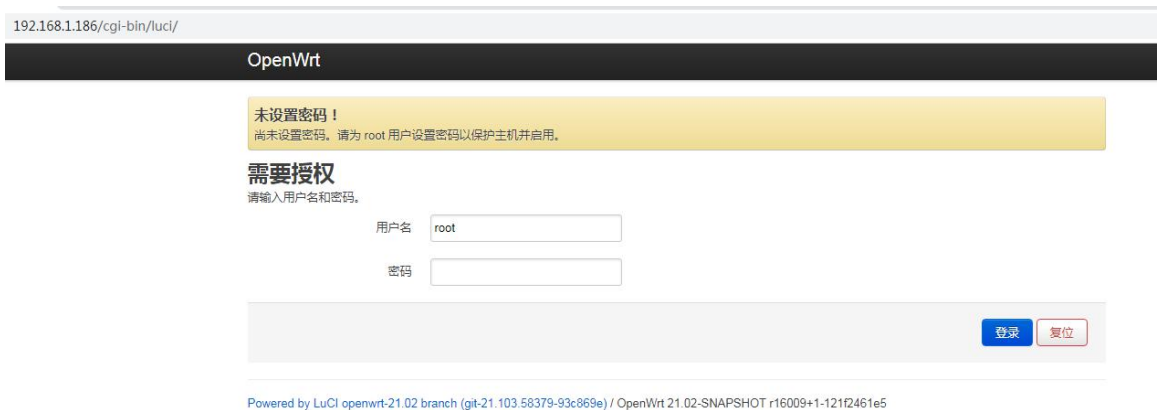 192.168.1.186/cgi-bin/luci/
OpenWrt
未设置密码！
尚未设置密码。请为 root 用户设置密码以保护主机并启用。
需要授权
请输入用户名和密码。
用户名 root
密码
登录 复位
Powered by LuCI openwrt-21.02 branch (git-21.103.58379-93c869e) / OpenWrt 21.02-SNAPSHOT r16009+1-121f2461e5